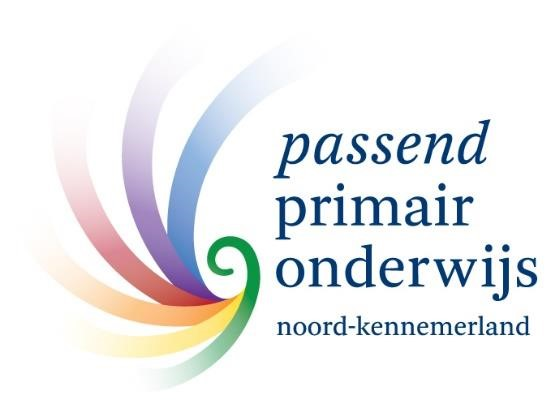 passend
primair
onderwijs
noord-kennemerland